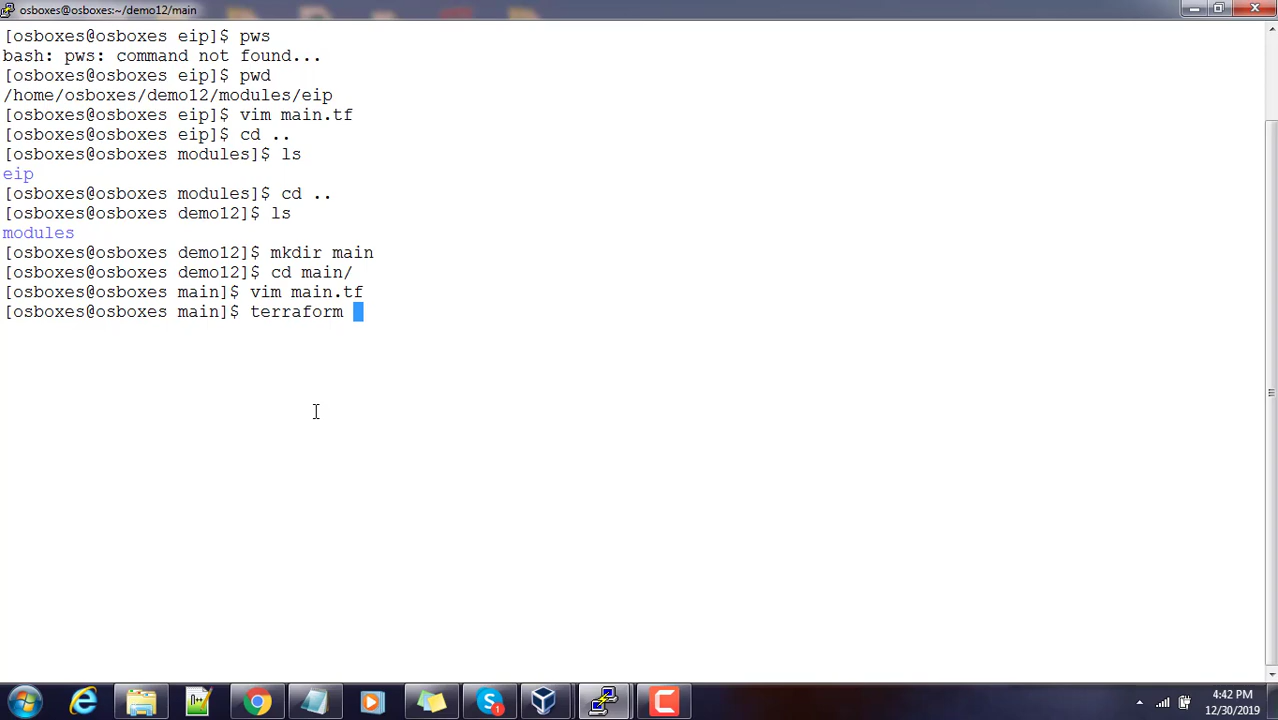 osboxes@osboxes:~/demo12/main
[osboxes@osboxes eip]$ pws
bash: pws: command not found...
[osboxes@osboxes eip]$ pwd
/home/osboxes/demo12/modules/eip
[osboxes@osboxes eip]$ vim main.tf
[osboxes@osboxes eip]$ cd ..
[osboxes@osboxes modules]$ ls
eip
[osboxes@osboxes modules]$ cd ..
[osboxes@osboxes demo12]$ ls
modules
[osboxes@osboxes demo12]$ mkdir main
[osboxes@osboxes demo12]$ cd main/
[osboxes@osboxes main]$ vim main.tf
[osboxes@osboxes main]$ terraform
4:42 PM
12/30/2019